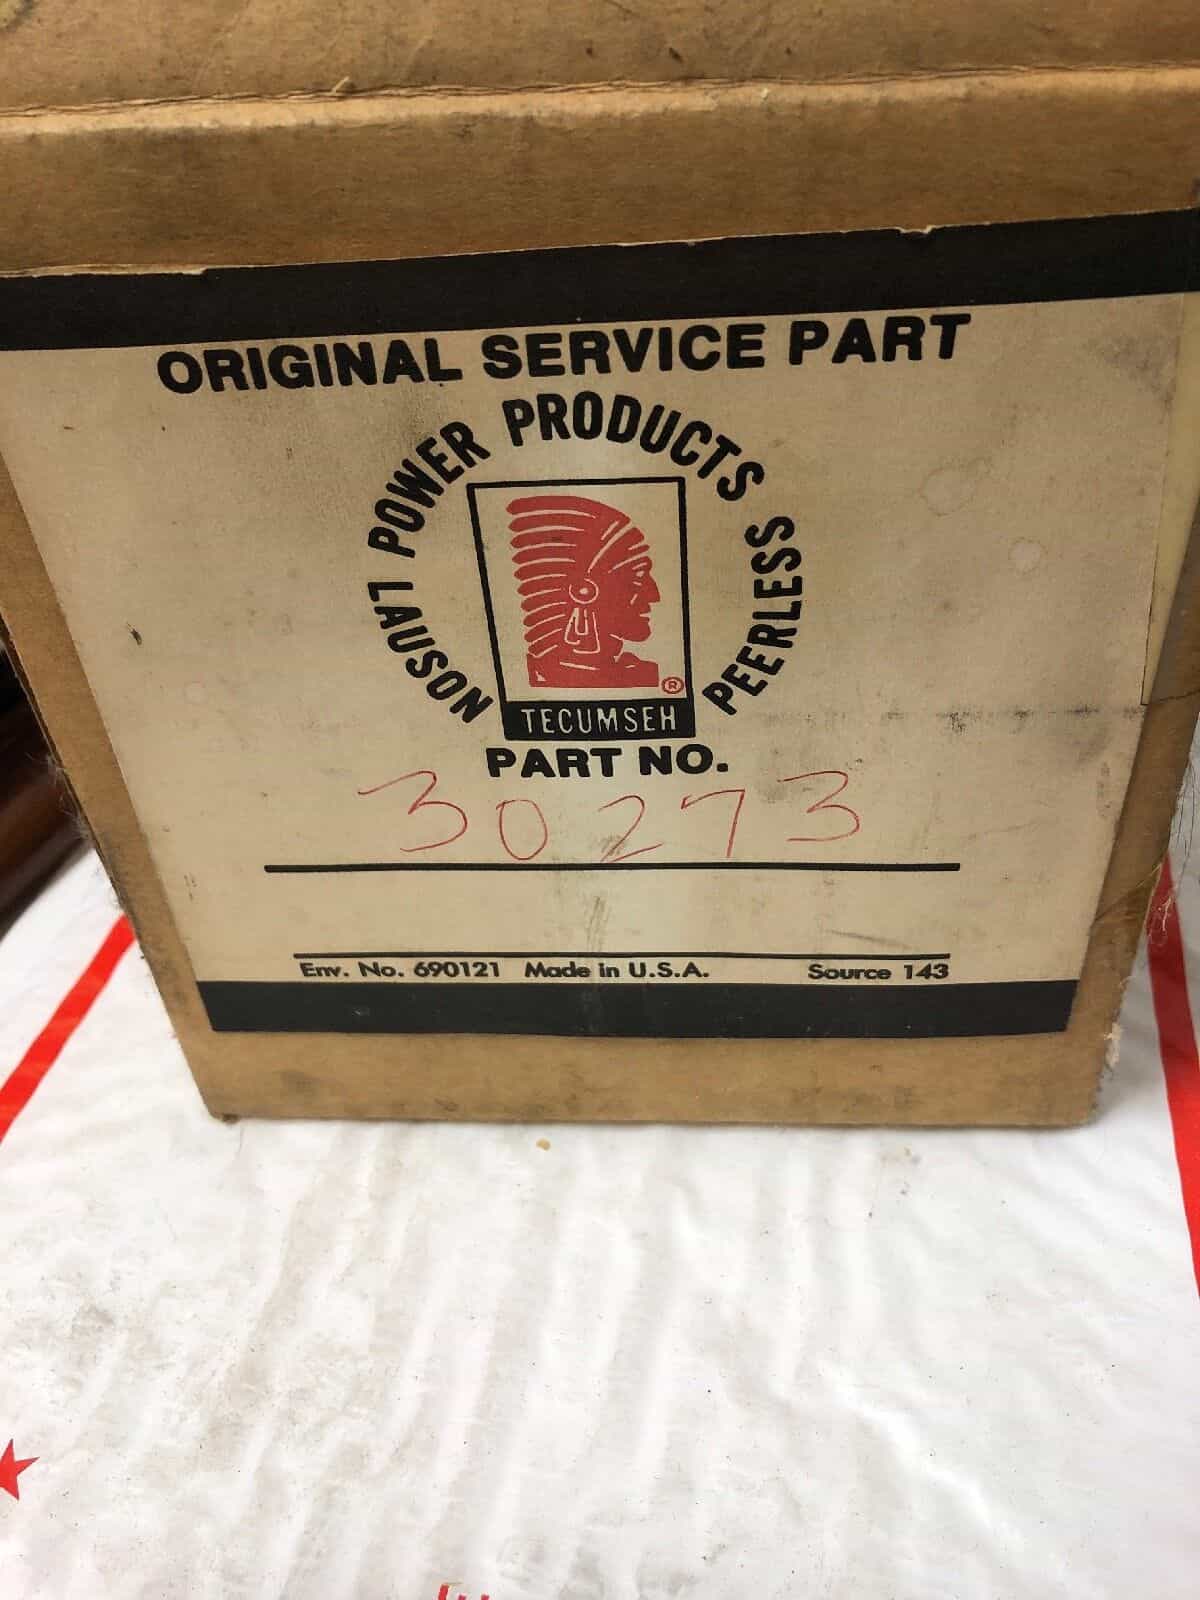 ORIGINAL SERVICE PART
LAUSON POWER PRODUCTS PEERLESS
®
TECUMSEH
PART NO.
30273
Env. No. 690121 Made in U.S.A. Source 143